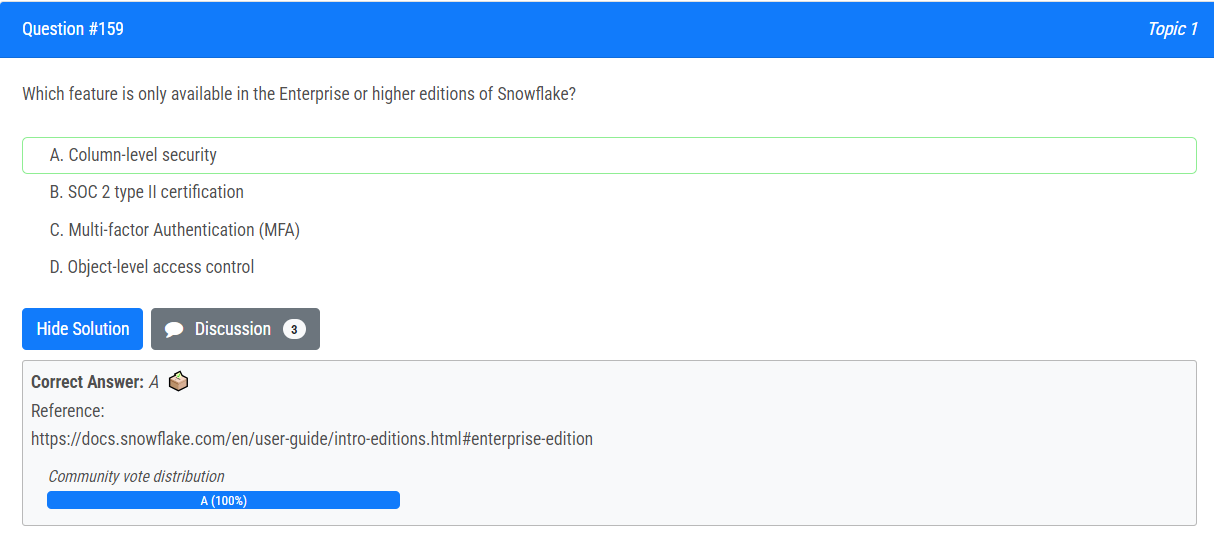 Question #159
Topic 1
Which feature is only available in the Enterprise or higher editions of Snowflake?
A. Column-level security
B. SOC 2 type II certification
C. Multi-factor Authentication (MFA)
D. Object-level access control
Hide Solution
Discussion 3
Correct Answer: A
Reference:
https://docs.snowflake.com/en/user-guide/intro-editions.html#enterprise-edition
Community vote distribution
A (100%)